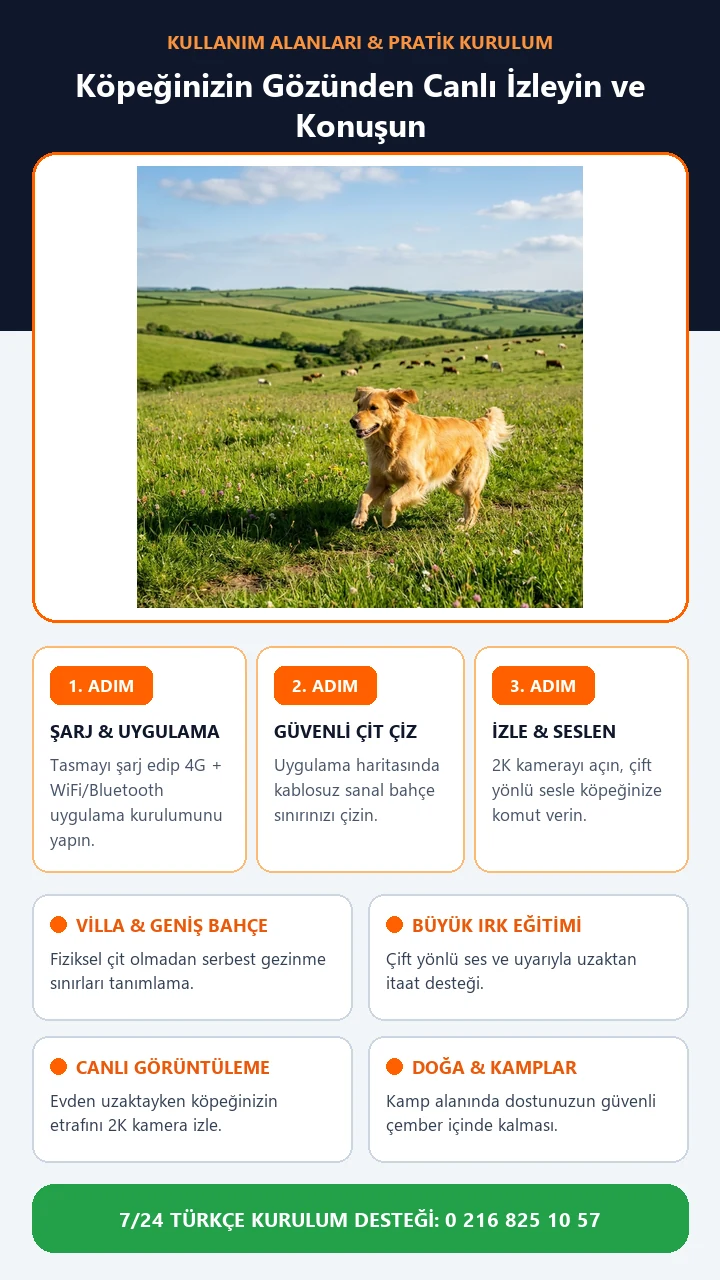 KULLANIM ALANLARI & PRATİK KURULUM
Köpeğinizin Gözünden Canlı İzleyin ve
Konuşun
1. ADIM
ŞARJ & UYGULAMA
Tasmayı şarj edip 4G +
WiFi/Bluetooth
uygulama kurulumunu
yapın.
2. ADIM
GÜVENLİ ÇİT ÇİZ
Uygulama haritasında
kablosuz sanal bahçe
sınırınızı çizin.
3. ADIM
İZLE & SESLEN
2K kamerayı açın, çift
yönlü sesle köpeğinize
komut verin.
VİLLA & GENİŞ BAHÇE
Fiziksel çit olmadan serbest gezinme
sınırları tanımlama.
BÜYÜK IRK EĞİTİMİ
Çift yönlü ses ve uyarıyla uzaktan
itaat desteği.
CANLI GÖRÜNTÜLEME
Evden uzaktayken köpeğinizin
etrafını 2K kamera izle.
DOĞA & KAMPLAR
Kamp alanında dostunuzun güvenli
çember içinde kalması.
7/24 TÜRKÇE KURULUM DESTEĞİ: 0 216 825 10 57